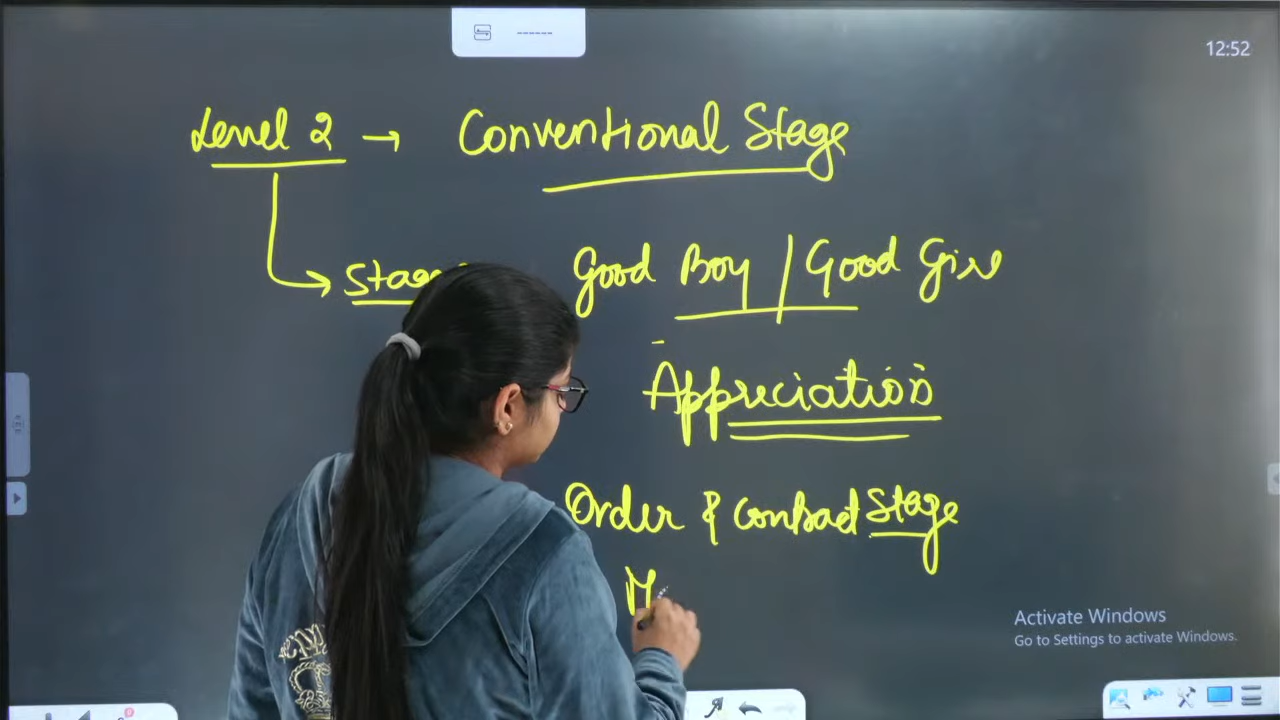 12:52
Level 2 → Conventional Stage
Good Boy / Good Girl
Appreciation
Order & Contract Stage
M
Activate Windows
Go to Settings to activate Windows.